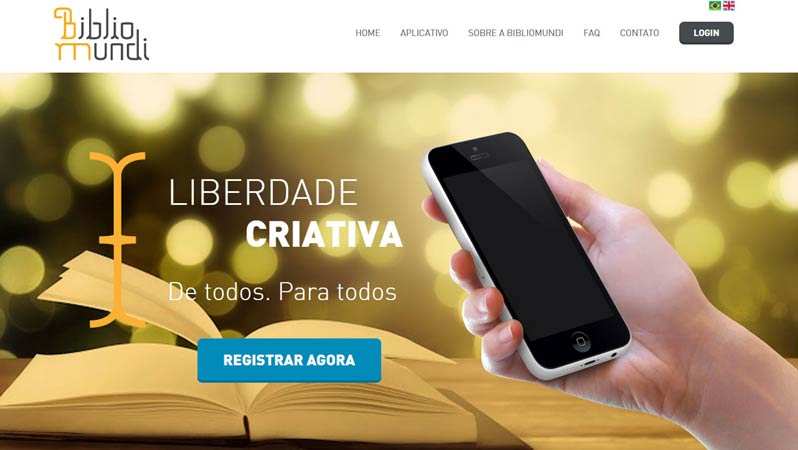 Biblio
mundi
HOME APLICATIVO SOBRE A BIBLIOMUNDI FAQ CONTATO LOGIN
LIBERDADE
CRIATIVA
De todos. Para todos
REGISTRAR AGORA